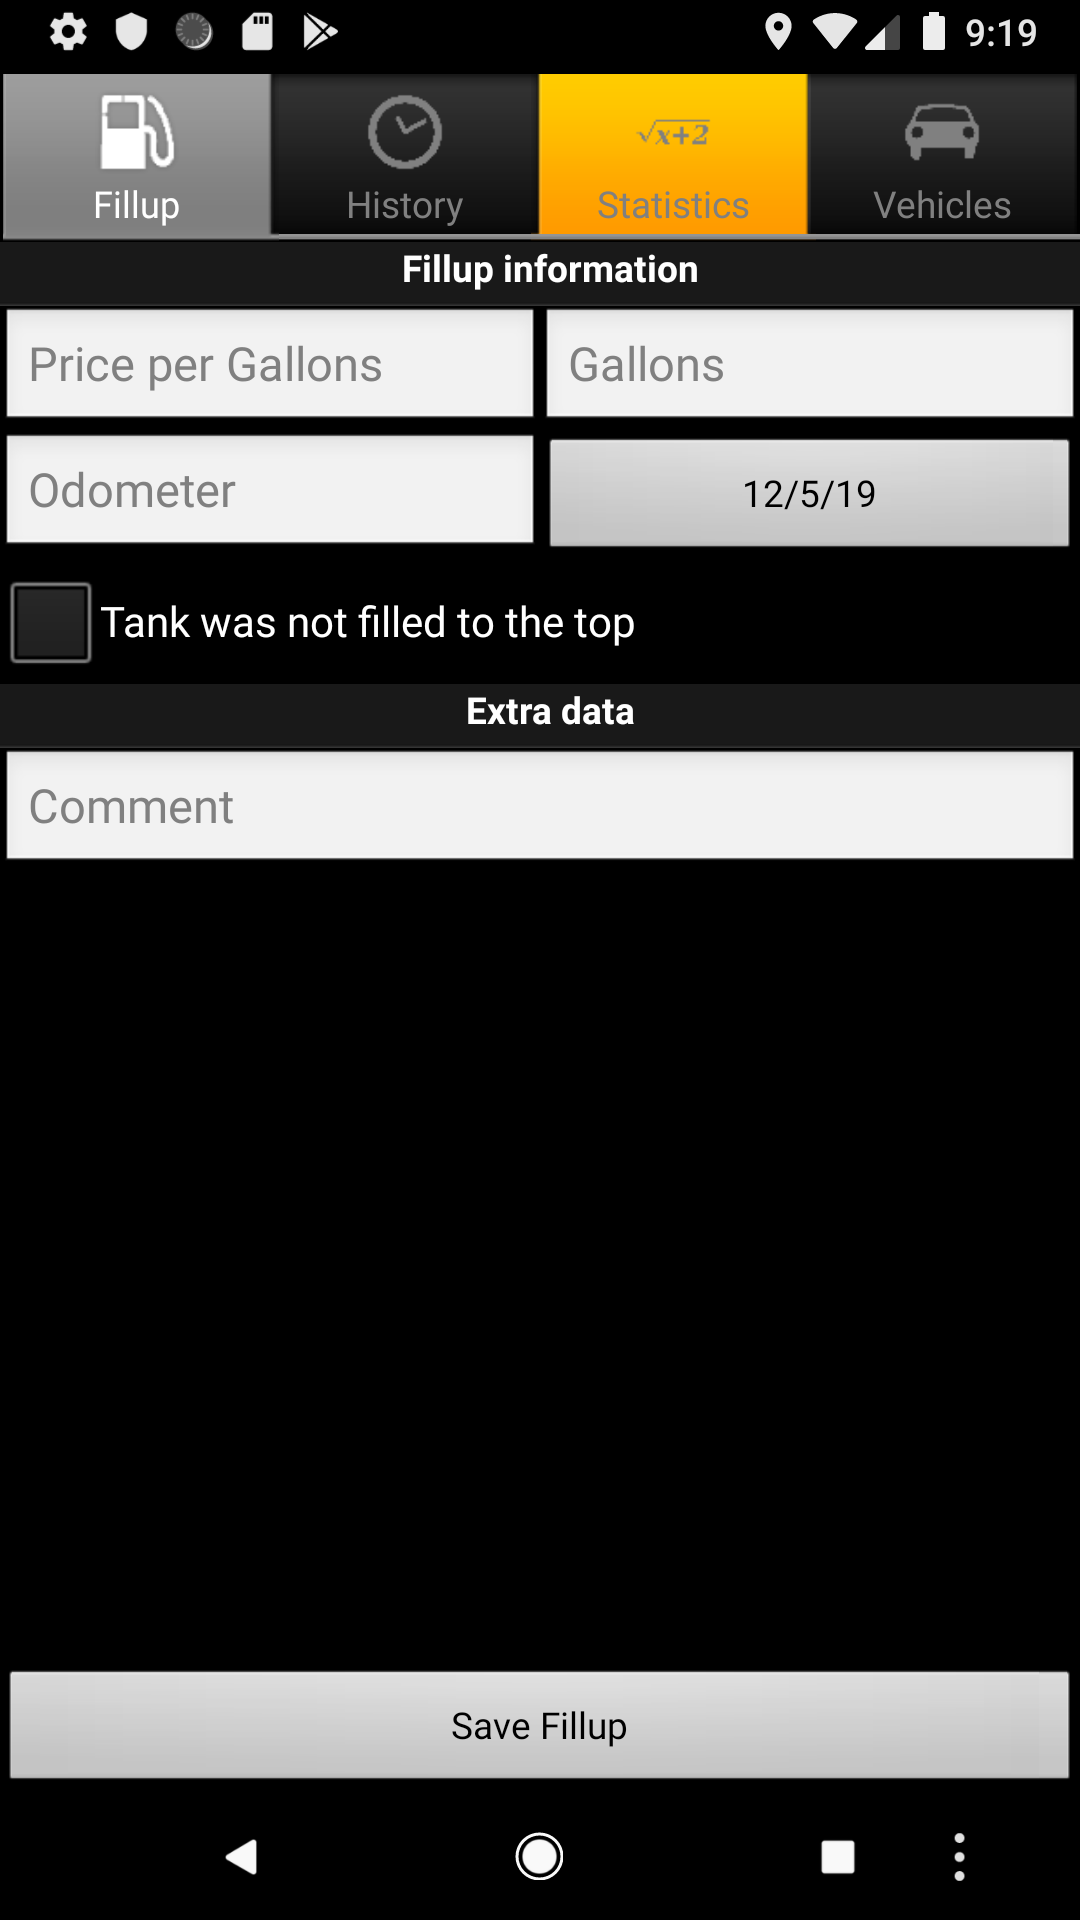 9:19
Fillup
History
√x+2
Statistics
Vehicles
Fillup information
Price per Gallons
Gallons
Odometer
12/5/19
Tank was not filled to the top
Extra data
Comment
Save Fillup